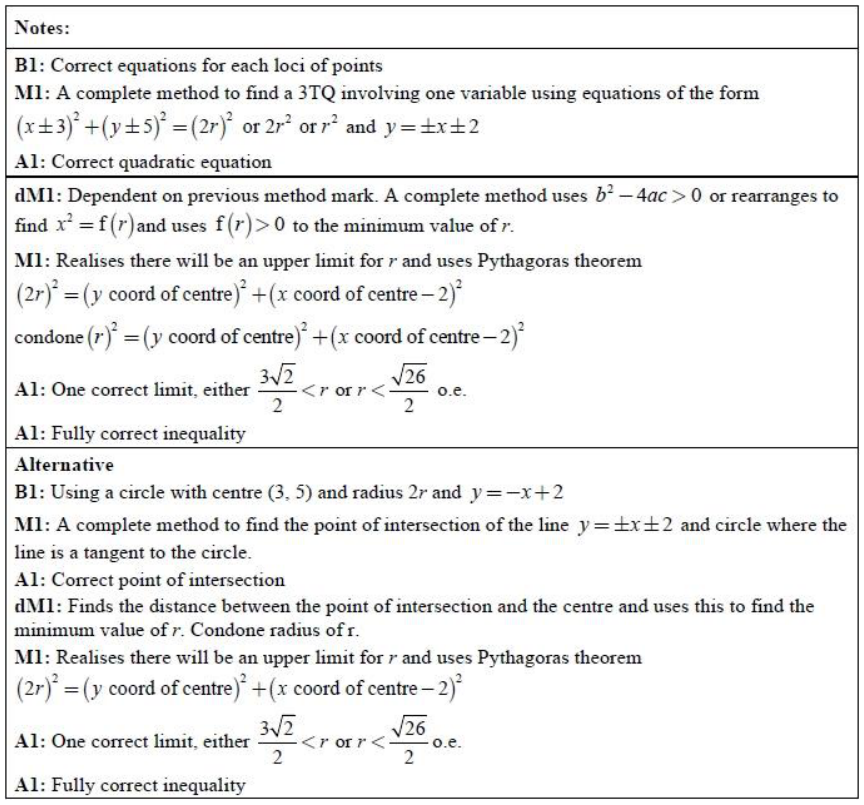 Notes:
B1: Correct equations for each loci of points
M1: A complete method to find a 3TQ involving one variable using equations of the form
(x±3)² + (y±5)² = (2r)² or 2r² or r² and y = ±x±2
A1: Correct quadratic equation
dM1: Dependent on previous method mark. A complete method uses b² – 4ac > 0 or rearranges to
find x² = f(r) and uses f(r) > 0 to the minimum value of r.
M1: Realises there will be an upper limit for r and uses Pythagoras theorem
(2r)² = (y coord of centre)² + (x coord of centre – 2)²
condone (r)² = (y coord of centre)² + (x coord of centre – 2)²
A1: One correct limit, either 3√2/2 < r or r < √26/2 o.e.
A1: Fully correct inequality
Alternative
B1: Using a circle with centre (3, 5) and radius 2r and y = –x + 2
M1: A complete method to find the point of intersection of the line y = ±x±2 and circle where the
line is a tangent to the circle.
A1: Correct point of intersection
dM1: Finds the distance between the point of intersection and the centre and uses this to find the
minimum value of r. Condone radius of r.
M1: Realises there will be an upper limit for r and uses Pythagoras theorem
(2r)² = (y coord of centre)² + (x coord of centre – 2)²
A1: One correct limit, either 3√2/2 < r or r < √26/2 o.e.
A1: Fully correct inequality